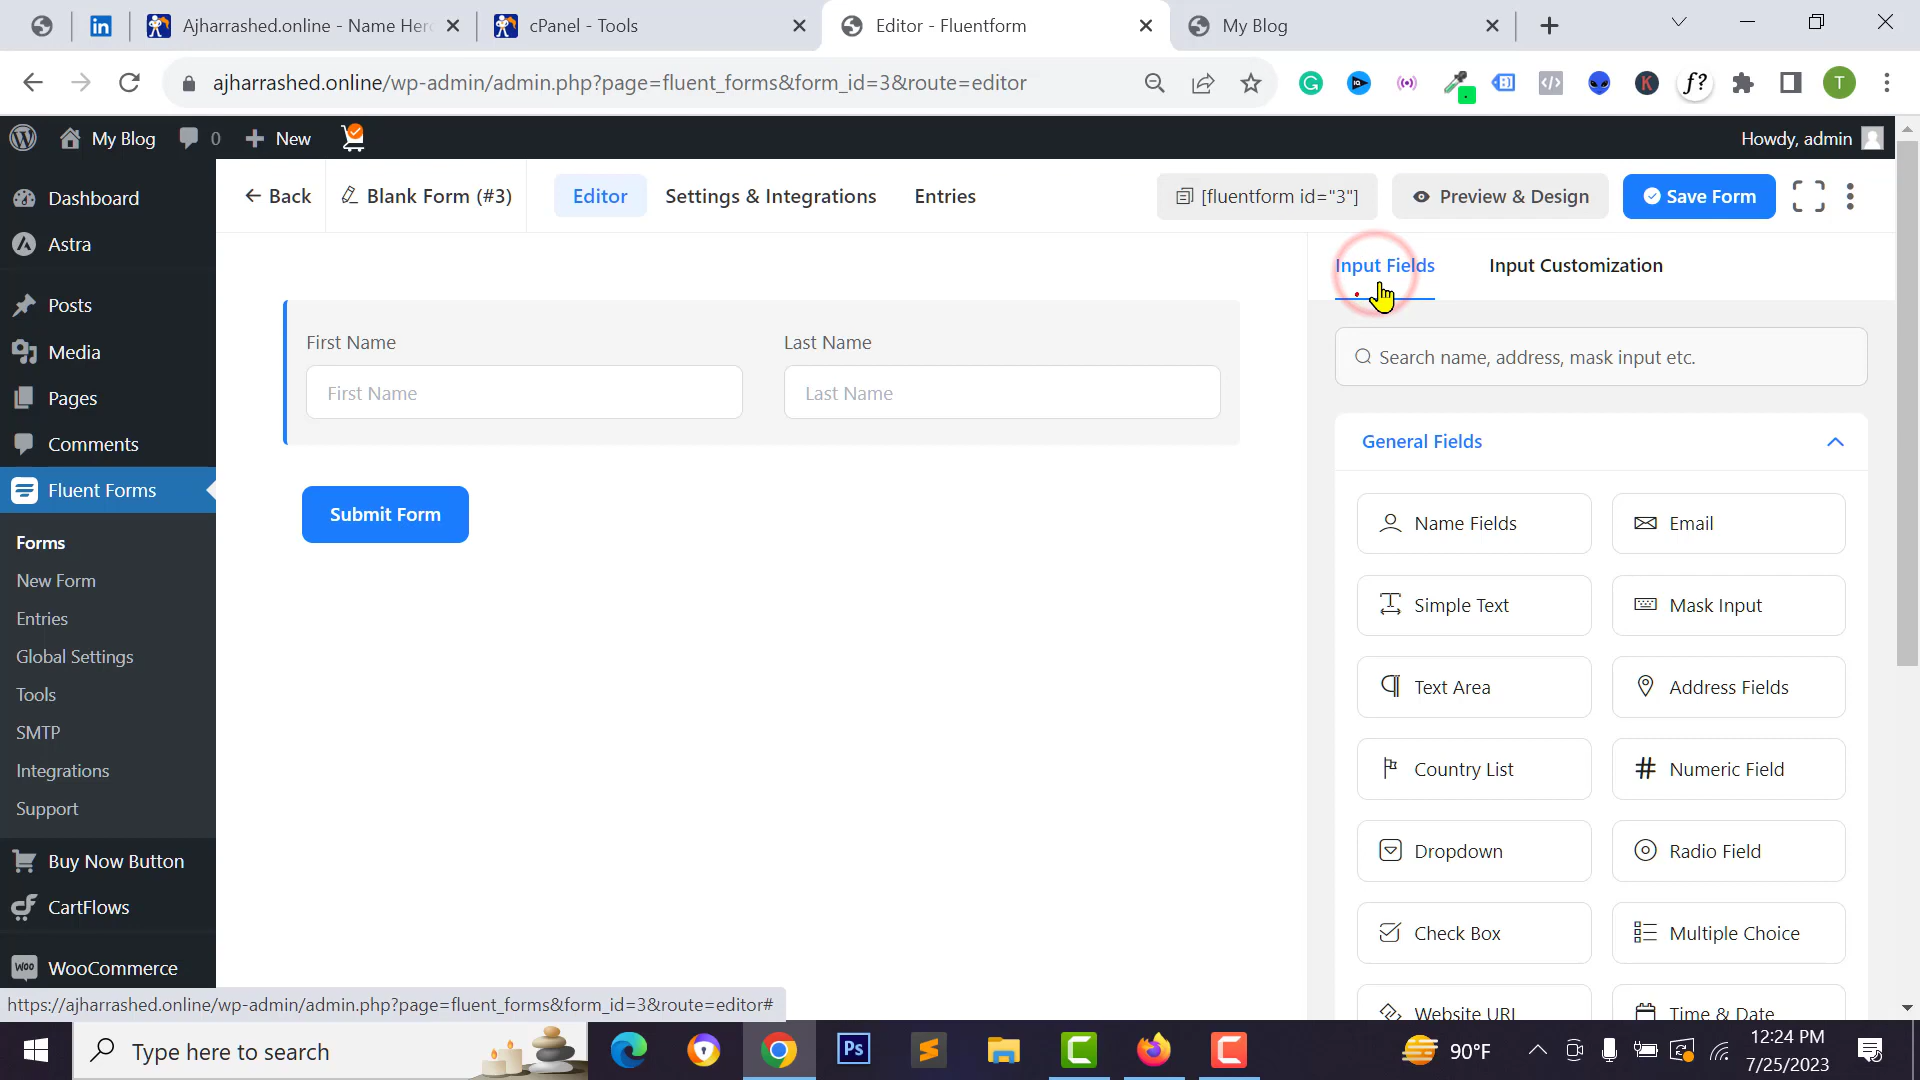 Ajharrashed.online - Name Hero
cPanel - Tools
Editor - Fluentform
My Blog
ajharrashed.online/wp-admin/admin.php?page=fluent_forms&form_id=3&route=editor
T
My Blog
0
New
Howdy, admin
Dashboard
Astra
Posts
Media
Pages
Comments
Fluent Forms
Forms
New Form
Entries
Global Settings
Tools
SMTP
Integrations
Support
Buy Now Button
CartFlows
WooCommerce
Back
Blank Form (#3)
Editor
Settings & Integrations
Entries
[fluentform id="3"]
Preview & Design
Save Form
First Name
Last Name
First Name
Last Name
Submit Form
Input Fields
Input Customization
Search name, address, mask input etc.
General Fields
Name Fields
Email
Simple Text
Mask Input
Text Area
Address Fields
Country List
Numeric Field
Dropdown
Radio Field
Check Box
Multiple Choice
Website URL
Time & Date
https://ajharrashed.online/wp-admin/admin.php?page=fluent_forms&form_id=3&route=editor#
Type here to search
90°F
12:24 PM
7/25/2023